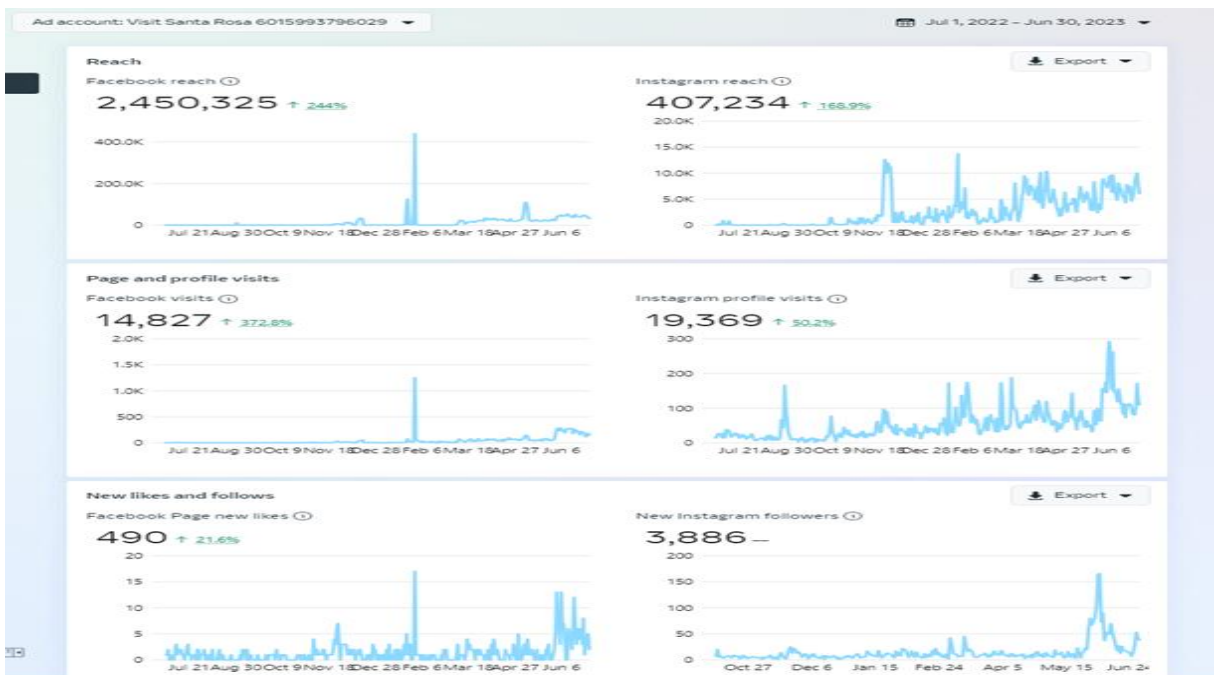 Ad account: Visit Santa Rosa 6015993796029
Jul 1, 2022 – Jun 30, 2023
Reach
Export
Facebook reach
2,450,325 ↑ 244%
400.0K
200.0K
0
Jul 21 Aug 30 Oct 9 Nov 18 Dec 28 Feb 6 Mar 18 Apr 27 Jun 6
Instagram reach
407,234 ↑ 168.9%
20.0K
15.0K
10.0K
5.0K
0
Jul 21 Aug 30 Oct 9 Nov 18 Dec 28 Feb 6 Mar 18 Apr 27 Jun 6
Page and profile visits
Export
Facebook visits
14,827 ↑ 372.8%
2.0K
1.5K
1.0K
500
0
Jul 21 Aug 30 Oct 9 Nov 18 Dec 28 Feb 6 Mar 18 Apr 27 Jun 6
Instagram profile visits
19,369 ↑ 50.2%
300
200
100
0
Jul 21 Aug 30 Oct 9 Nov 18 Dec 28 Feb 6 Mar 18 Apr 27 Jun 6
New likes and follows
Export
Facebook Page new likes
490 ↑ 21.6%
20
15
10
5
0
Jul 21 Aug 30 Oct 9 Nov 18 Dec 28 Feb 6 Mar 18 Apr 27 Jun 6
New Instagram followers
3,886 --
200
150
100
50
0
Oct 27 Dec 6 Jan 15 Feb 24 Apr 5 May 15 Jun 24